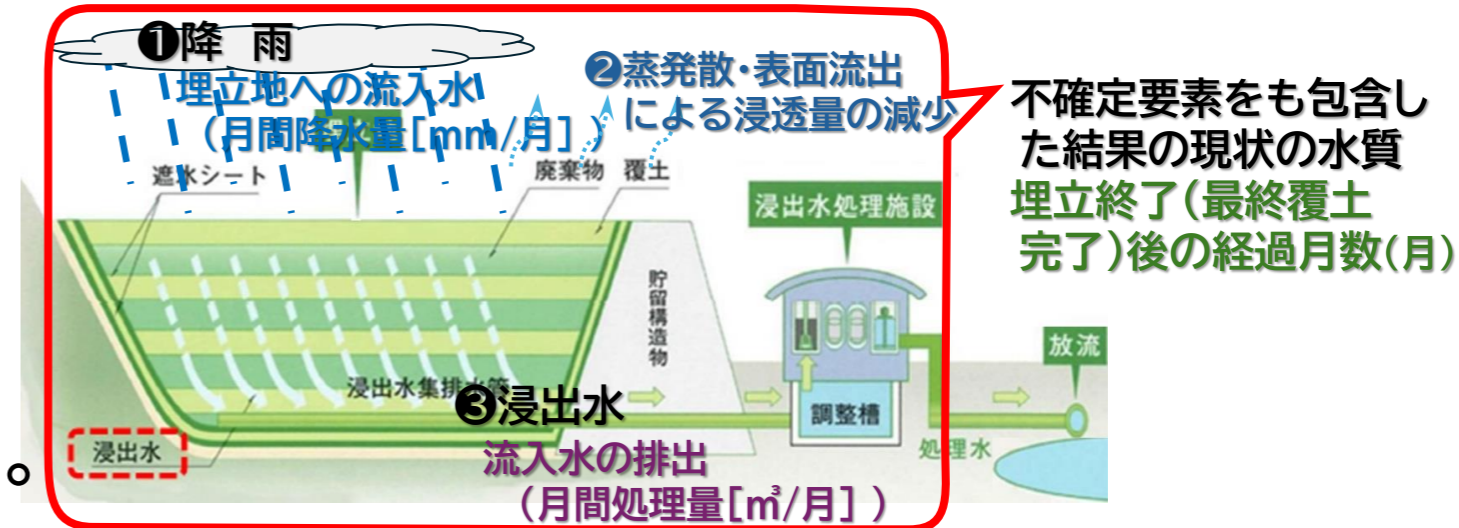 ❶降 雨
埋立地への流入水
(月間降水量[mm/月])
❷蒸発散・表面流出
による浸透量の減少
不確定要素をも包含し
た結果の現状の水質
埋立終了(最終覆土
完了)後の経過月数(月)
遮水シート
廃棄物
覆土
浸出水処理施設
貯留構造物
放流
浸出水集排水管
❸浸出水
調整槽
浸出水
流入水の排出
(月間処理量[㎥/月])
処理水
。